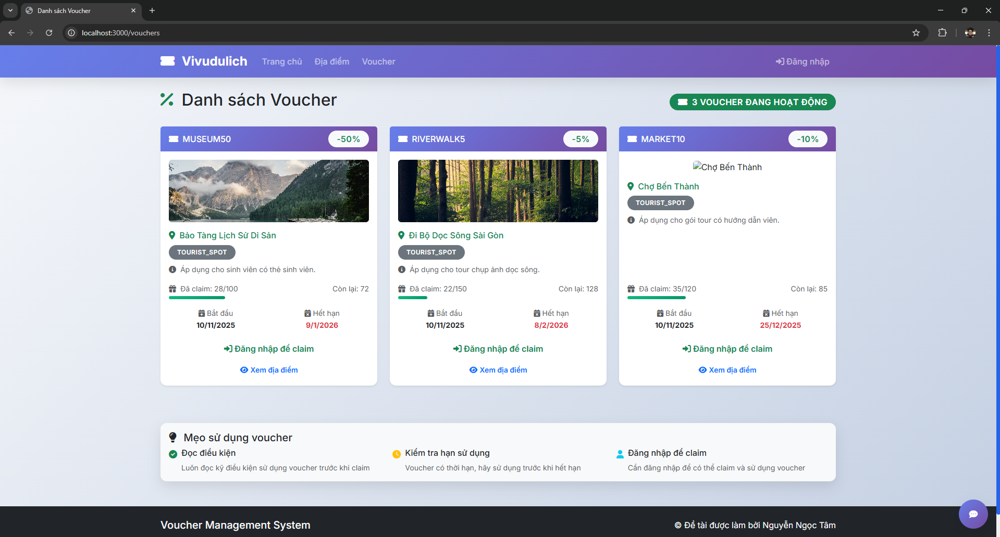 Danh sách Voucher
localhost:3000/vouchers
Vivudulich Trang chủ Địa điểm Voucher Đăng nhập
Danh sách Voucher
3 VOUCHER ĐANG HOẠT ĐỘNG
MUSEUM50 -50%
Bảo Tàng Lịch Sử Di Sản
TOURIST_SPOT
Áp dụng cho sinh viên có thẻ sinh viên.
Đã claim: 28/100 Còn lại: 72
Bắt đầu Hết hạn
10/11/2025 9/1/2026
Đăng nhập để claim
Xem địa điểm
RIVERWALK5 -5%
Đi Bộ Dọc Sông Sài Gòn
TOURIST_SPOT
Áp dụng cho tour chụp ảnh dọc sông.
Đã claim: 22/150 Còn lại: 128
Bắt đầu Hết hạn
10/11/2025 8/2/2026
Đăng nhập để claim
Xem địa điểm
MARKET10 -10%
Chợ Bến Thành
Chợ Bến Thành
TOURIST_SPOT
Áp dụng cho gói tour có hướng dẫn viên.
Đã claim: 35/120 Còn lại: 85
Bắt đầu Hết hạn
10/11/2025 25/12/2025
Đăng nhập để claim
Xem địa điểm
Mẹo sử dụng voucher
Đọc điều kiện
Luôn đọc kỹ điều kiện sử dụng voucher trước khi claim
Kiểm tra hạn sử dụng
Voucher có thời hạn, hãy sử dụng trước khi hết hạn
Đăng nhập để claim
Cần đăng nhập để có thể claim và sử dụng voucher
Voucher Management System
© Đề tài được làm bởi Nguyễn Ngọc Tâm